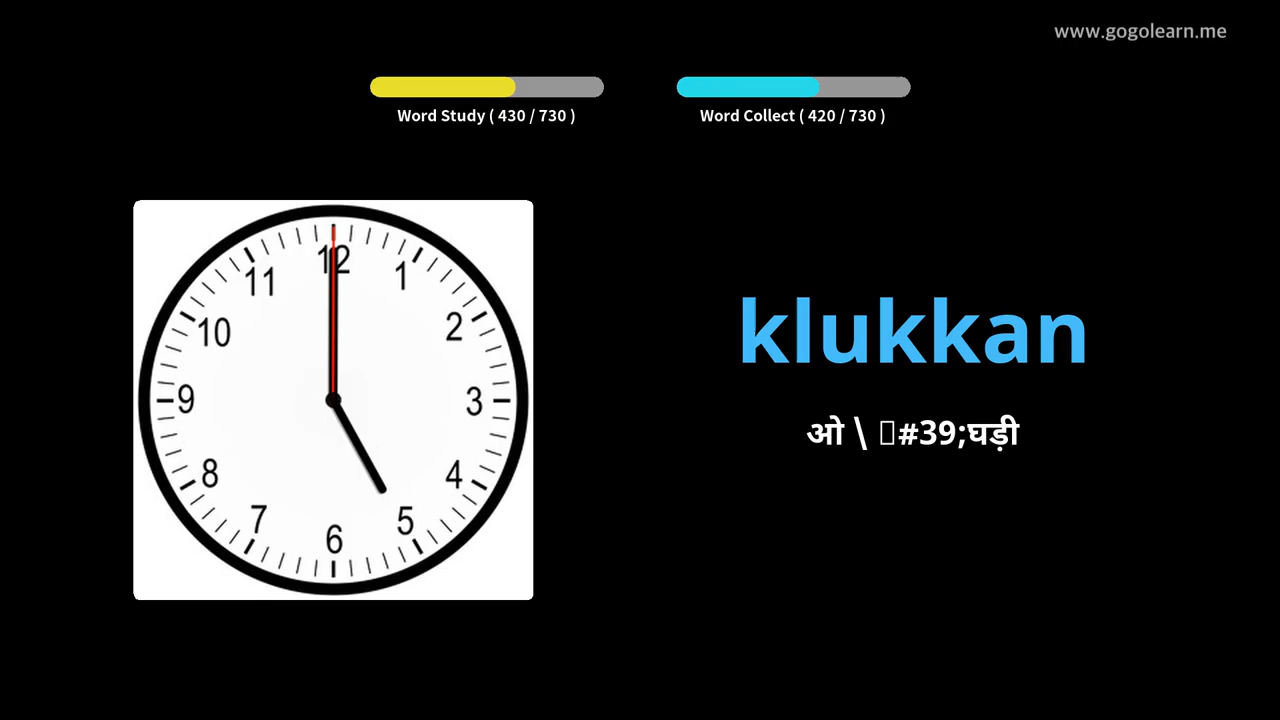 www.gogolearn.me
Word Study ( 430 / 730 )
Word Collect ( 420 / 730 )
12
11
1
10
2
9
3
8
4
7
5
6
klukkan
ओ \ #39;घड़ी